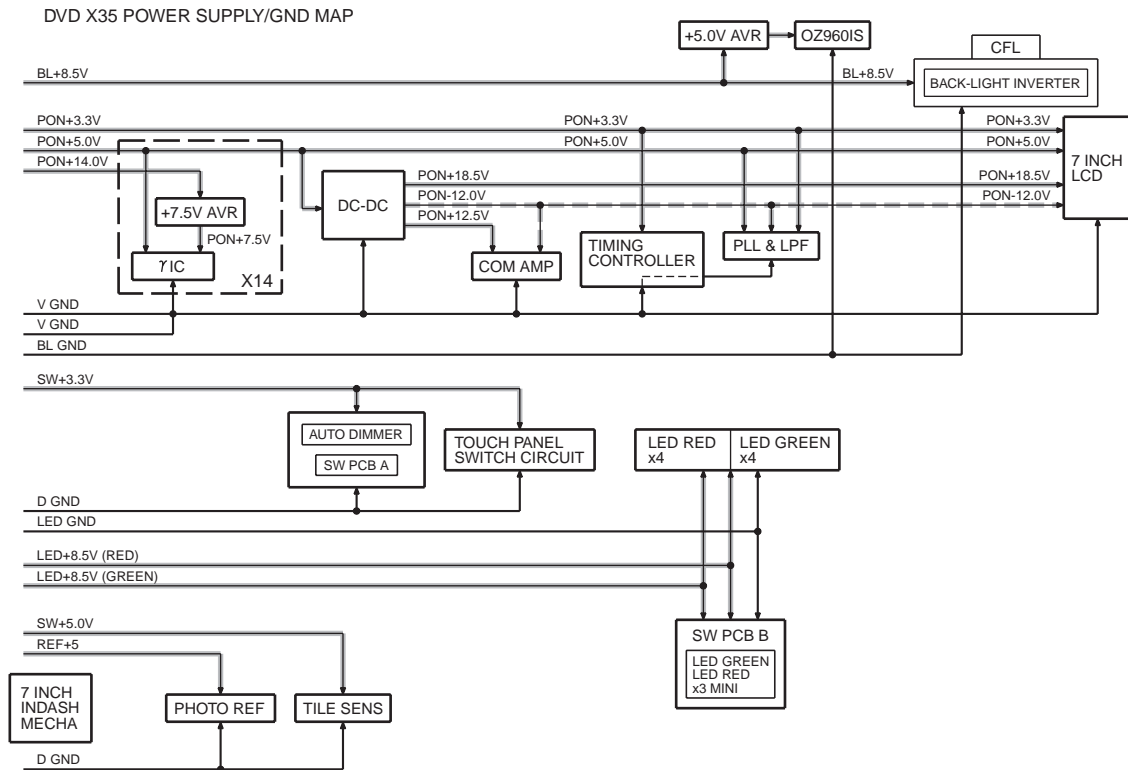 DVD X35 POWER SUPPLY/GND MAP
+5.0V AVR
OZ960IS
CFL
BL+8.5V
BL+8.5V
BACK-LIGHT INVERTER
PON+3.3V
PON+3.3V
PON+3.3V
PON+5.0V
PON+5.0V
PON+5.0V
PON+14.0V
7 INCH
LCD
PON+18.5V
PON+18.5V
DC-DC
PON-12.0V
PON-12.0V
+7.5V AVR
PON+12.5V
PON+7.5V
TIMING
CONTROLLER
PLL & LPF
γ IC
COM AMP
X14
V GND
V GND
BL GND
SW+3.3V
AUTO DIMMER
SW PCB A
TOUCH PANEL
SWITCH CIRCUIT
LED RED
x4
LED GREEN
x4
D GND
LED GND
LED+8.5V (RED)
LED+8.5V (GREEN)
SW+5.0V
REF+5
SW PCB B
LED GREEN
LED RED
x3 MINI
7 INCH
INDASH
MECHA
PHOTO REF
TILE SENS
D GND